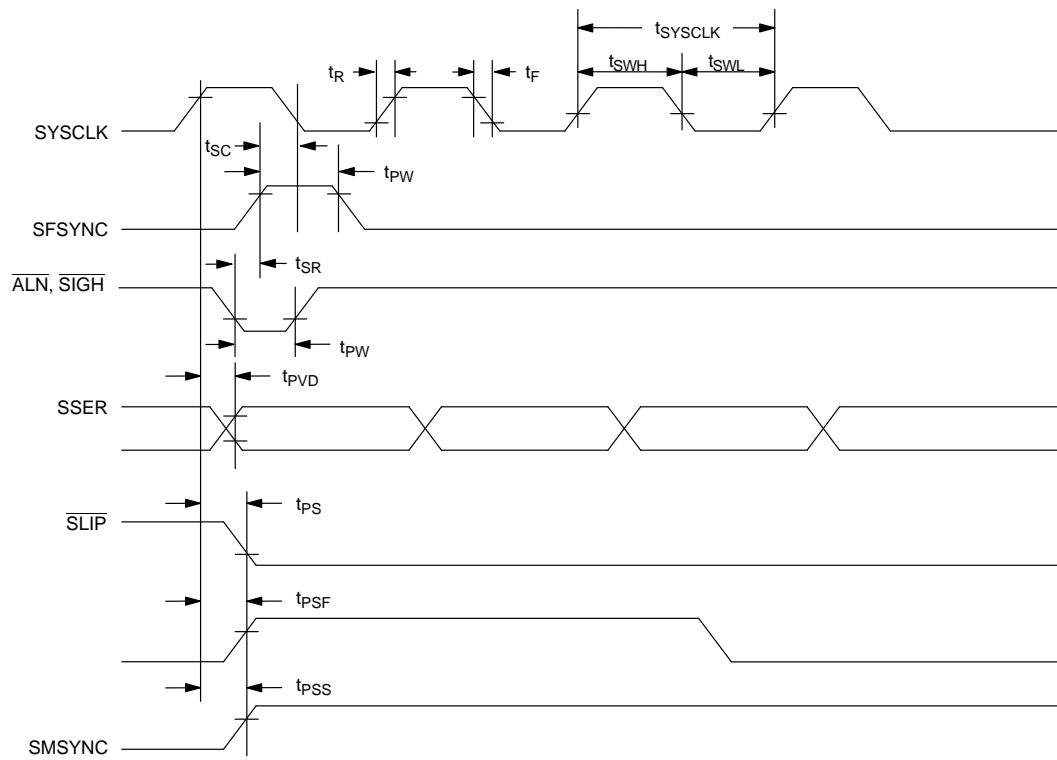 tSYSCLK
tR tF tSWH tSWL
SYSCLK
tSC
tPW
SFSYNC
tSR
ALN, SIGH
tPW
tPVD
SSER
tPS
SLIP
tPSF
tPSS
SMSYNC